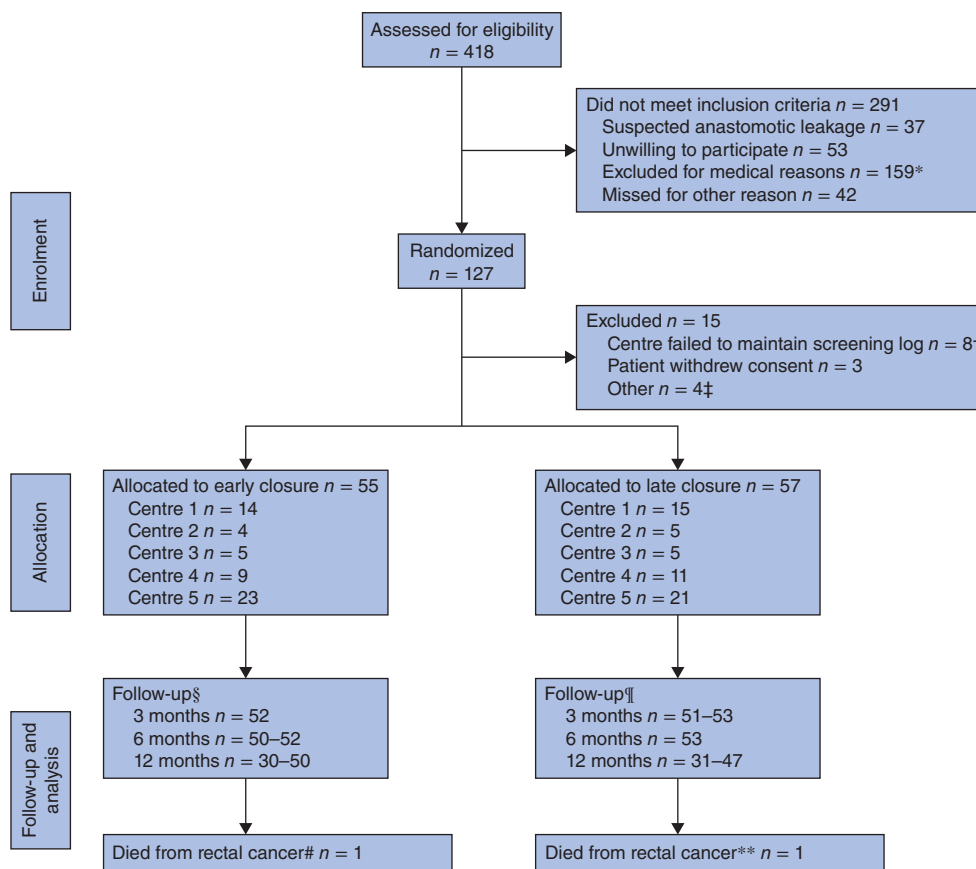 Assessed for eligibility
n = 418
Did not meet inclusion criteria n = 291
Suspected anastomotic leakage n = 37
Unwilling to participate n = 53
Excluded for medical reasons n = 159*
Missed for other reason n = 42
Enrolment
Randomized
n = 127
Excluded n = 15
Centre failed to maintain screening log n = 8†
Patient withdrew consent n = 3
Other n = 4‡
Allocation
Allocated to early closure n = 55
Centre 1 n = 14
Centre 2 n = 4
Centre 3 n = 5
Centre 4 n = 9
Centre 5 n = 23
Allocated to late closure n = 57
Centre 1 n = 15
Centre 2 n = 5
Centre 3 n = 5
Centre 4 n = 11
Centre 5 n = 21
Follow-up and
analysis
Follow-up§
3 months n = 52
6 months n = 50–52
12 months n = 30–50
Follow-up¶
3 months n = 51–53
6 months n = 53
12 months n = 31–47
Died from rectal cancer# n = 1
Died from rectal cancer** n = 1